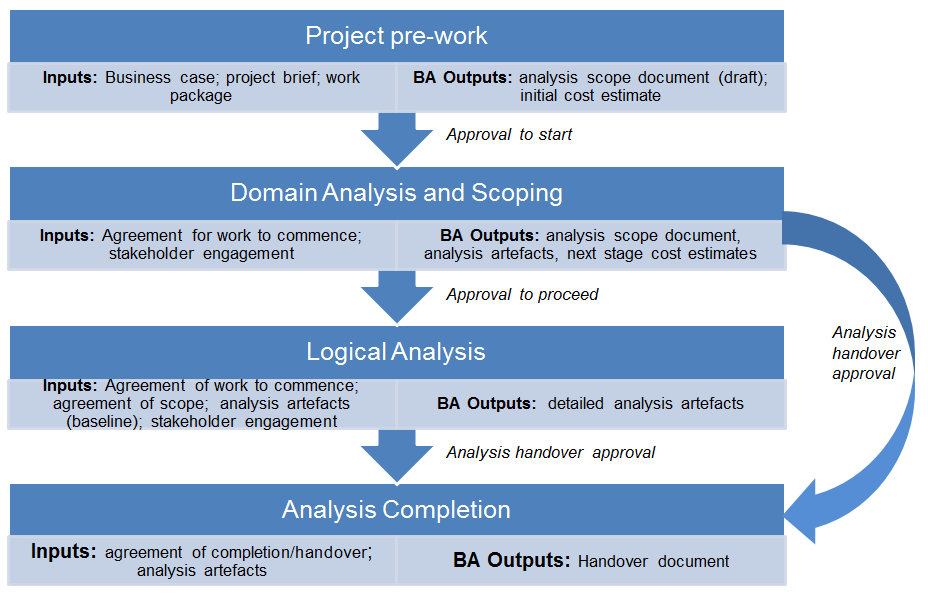 Project pre-work
Inputs: Business case; project brief; work
package
BA Outputs: analysis scope document (draft);
initial cost estimate
Approval to start
Domain Analysis and Scoping
Inputs: Agreement for work to commence;
stakeholder engagement
BA Outputs: analysis scope document,
analysis artefacts, next stage cost estimates
Approval to proceed
Logical Analysis
Inputs: Agreement of work to commence;
agreement of scope; analysis artefacts
(baseline); stakeholder engagement
BA Outputs: detailed analysis artefacts
Analysis handover approval
Analysis
handover
approval
Analysis Completion
Inputs: agreement of completion/handover;
analysis artefacts
BA Outputs: Handover document